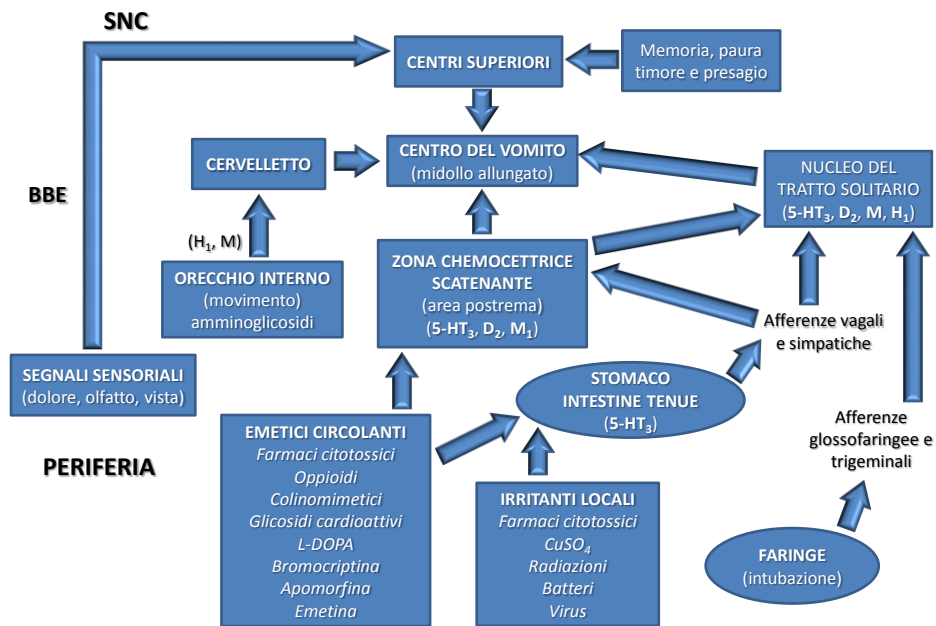 SNC
CENTRI SUPERIORI
Memoria, paura
timore e presagio
CERVELLETTO
CENTRO DEL VOMITO
(midollo allungato)
NUCLEO DEL
TRATTO SOLITARIO
(5-HT₃, D₂, M, H₁)
BBE
(H₁, M)
ORECCHIO INTERNO
(movimento)
amminoglicosidi
ZONA CHEMOCETTRICE
SCATENANTE
(area postrema)
(5-HT₃, D₂, M₁)
Afferenze vagali
e simpatiche
SEGNALI SENSORIALI
(dolore, olfatto, vista)
STOMACO
INTESTINE TENUE
(5-HT₃)
Afferenze
glossofaringee e
trigeminali
PERIFERIA
EMETICI CIRCOLANTI
Farmaci citotossici
Oppioidi
Colinomimetici
Glicosidi cardioattivi
L-DOPA
Bromocriptina
Apomorfina
Emetina
IRRITANTI LOCALI
Farmaci citotossici
CuSO₄
Radiazioni
Batteri
Virus
FARINGE
(intubazione)